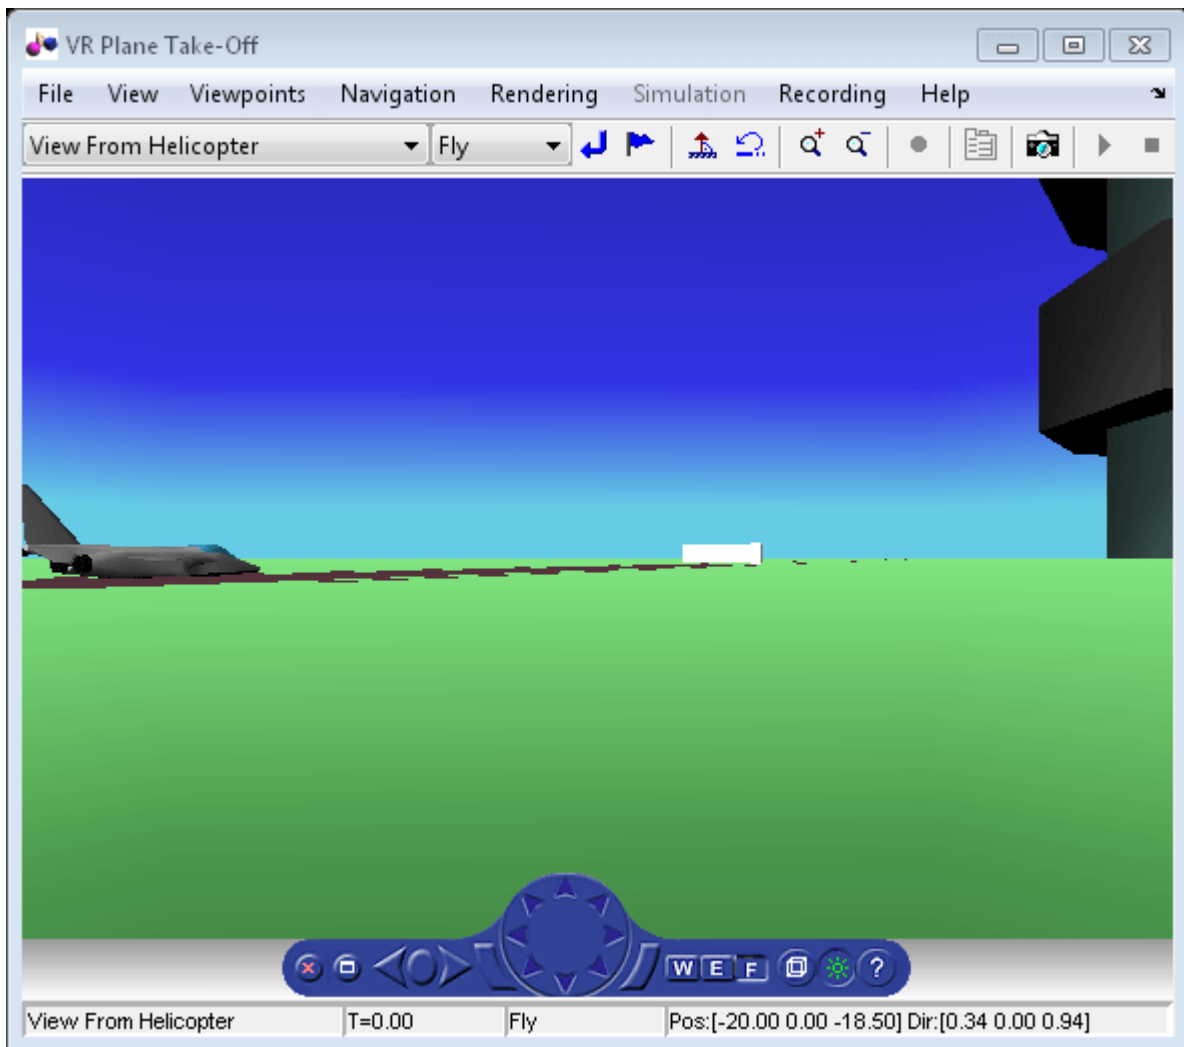 VR Plane Take-Off
File View Viewpoints Navigation Rendering Simulation Recording Help
View From Helicopter Fly
W E F ?
View From Helicopter T=0.00 Fly Pos:[-20.00 0.00 -18.50] Dir:[0.34 0.00 0.94]